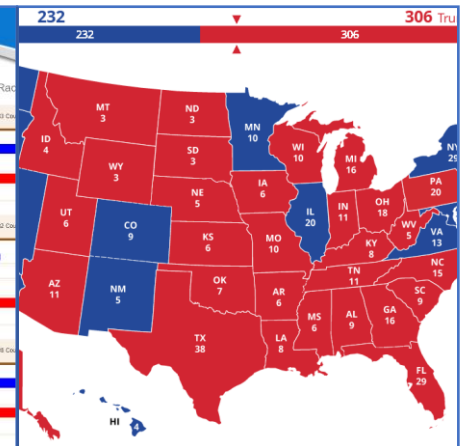 232
306 Tru
232
306
Rac
MT
3
ND
3
MN
10
ID
4
SD
3
WI
10
MI
16
NY
29
WY
3
NE
5
IA
6
PA
20
IL
20
IN
11
OH
18
UT
6
CO
9
KS
6
MO
10
WV
5
VA
13
KY
8
NC
15
AZ
11
NM
5
OK
7
AR
6
TN
11
SC
9
MS
6
AL
9
GA
16
TX
38
LA
8
FL
29
HI
4